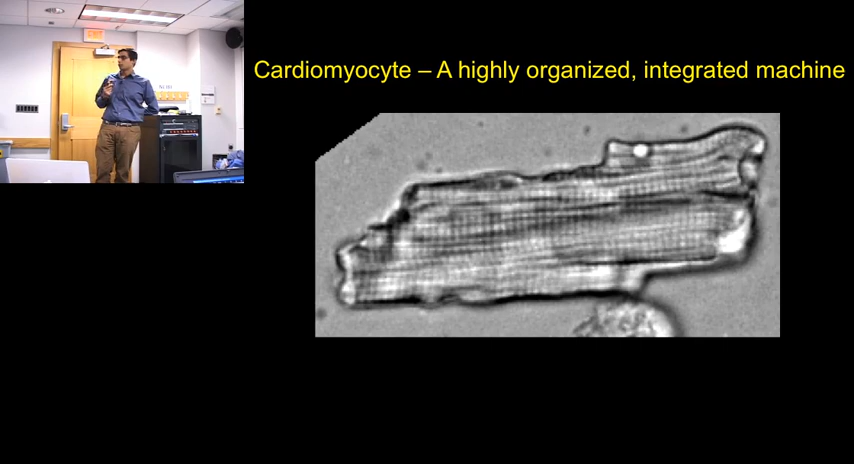 Cardiomyocyte – A highly organized, integrated machine